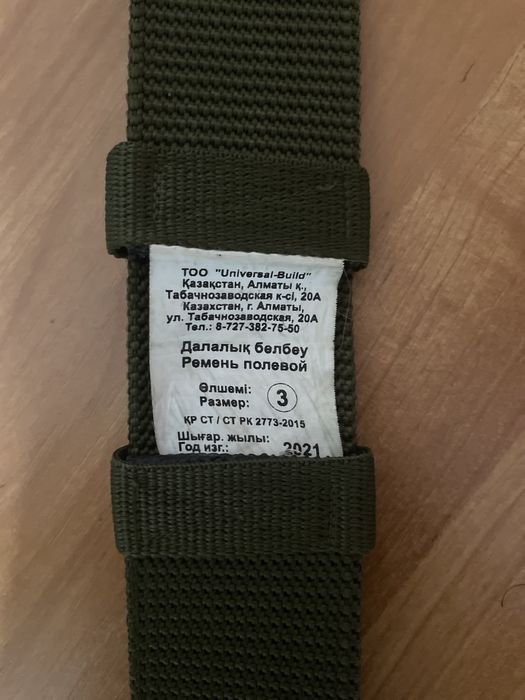 ТОО "Universal-Build"
Қазақстан, Алматы қ.,
Табачнозаводская к-сі, 20А
Казахстан, г. Алматы,
ул. Табачнозаводская, 20А
Тел.: 8-727-382-75-50
Далалық белбеу
Ремень полевой
Өлшемі:
Размер: 3
ҚР СТ / СТ РК 2773-2015
Шығар. жылы:
Год изг.: 2021